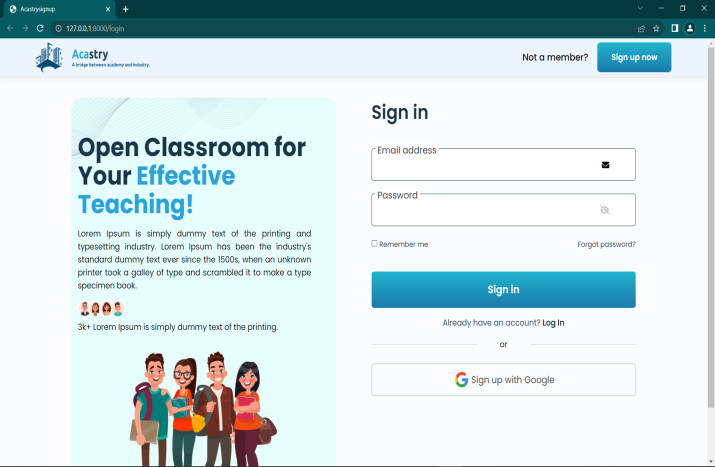 Acastrysignup
127.0.0.1:8000/login
Acastry
A bridge between academy and industry.
Not a member?
Sign up now
Open Classroom for
Your Effective
Teaching!
Lorem Ipsum is simply dummy text of the printing and
typesetting industry. Lorem Ipsum has been the industry's
standard dummy text ever since the 1500s, when an unknown
printer took a galley of type and scrambled it to make a type
specimen book.
3k+ Lorem Ipsum is simply dummy text of the printing.
Sign in
Email address
Password
Remember me
Forgot password?
Sign in
Already have an account? Log In
or
Sign up with Google